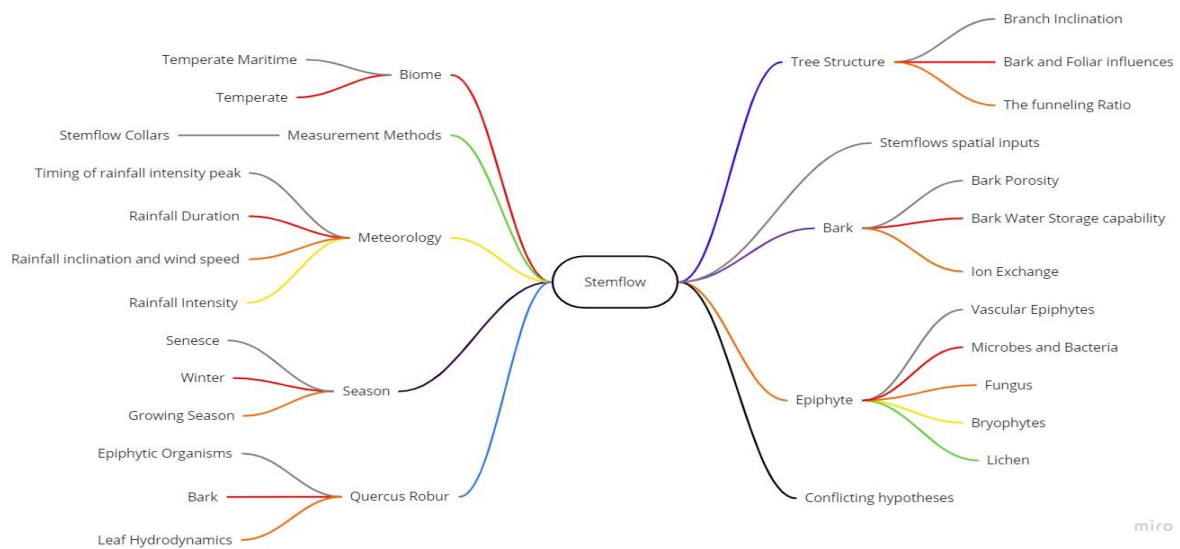 Stemflow
Biome
Temperate Maritime
Temperate
Measurement Methods
Stemflow Collars
Meteorology
Timing of rainfall intensity peak
Rainfall Duration
Rainfall inclination and wind speed
Rainfall Intensity
Season
Senesce
Winter
Growing Season
Quercus Robur
Epiphytic Organisms
Bark
Leaf Hydrodynamics
Tree Structure
Branch Inclination
Bark and Foliar influences
The funneling Ratio
Stemflows spatial inputs
Bark
Bark Porosity
Bark Water Storage capability
Ion Exchange
Epiphyte
Vascular Epiphytes
Microbes and Bacteria
Fungus
Bryophytes
Lichen
Conflicting hypotheses
miro